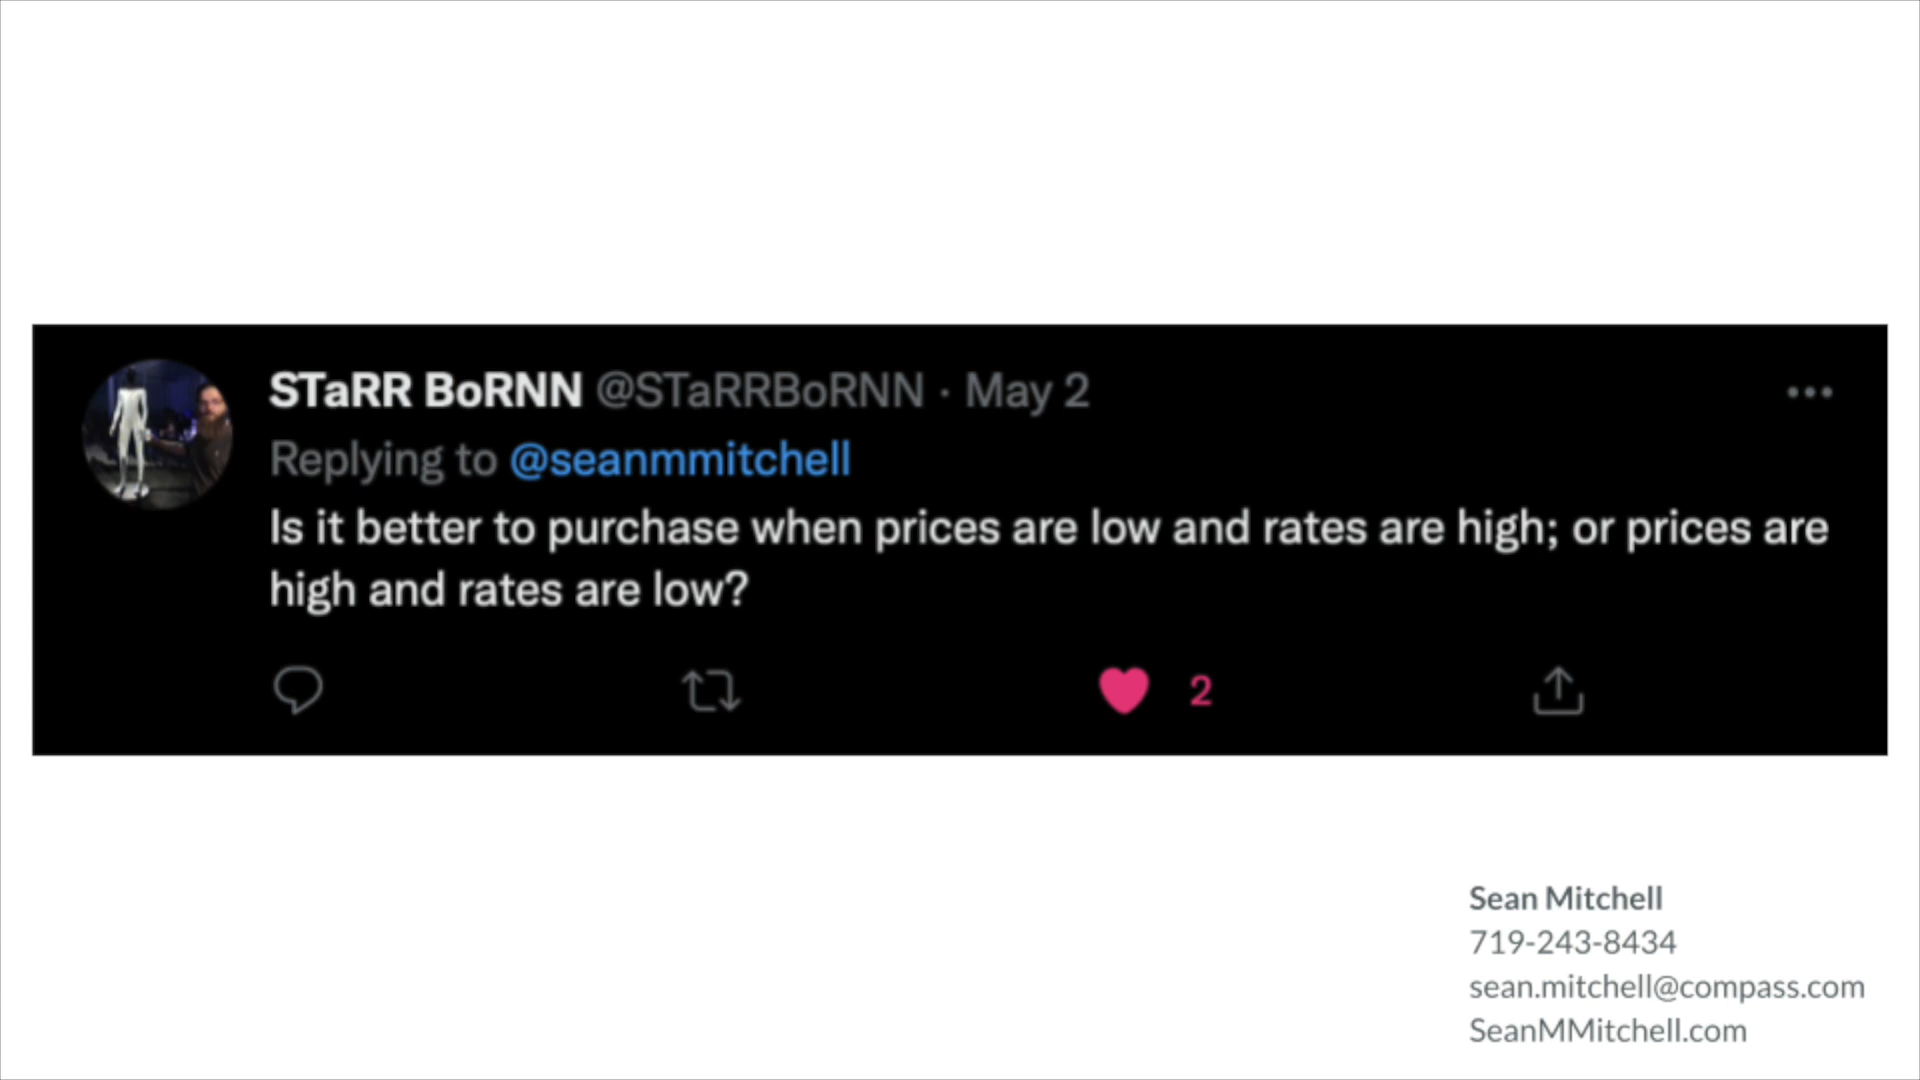 STaRR BoRNN @STaRRBoRNN · May 2
Replying to @seanmmitchell
Is it better to purchase when prices are low and rates are high; or prices are
high and rates are low?
2
Sean Mitchell
719-243-8434
sean.mitchell@compass.com
SeanMMitchell.com